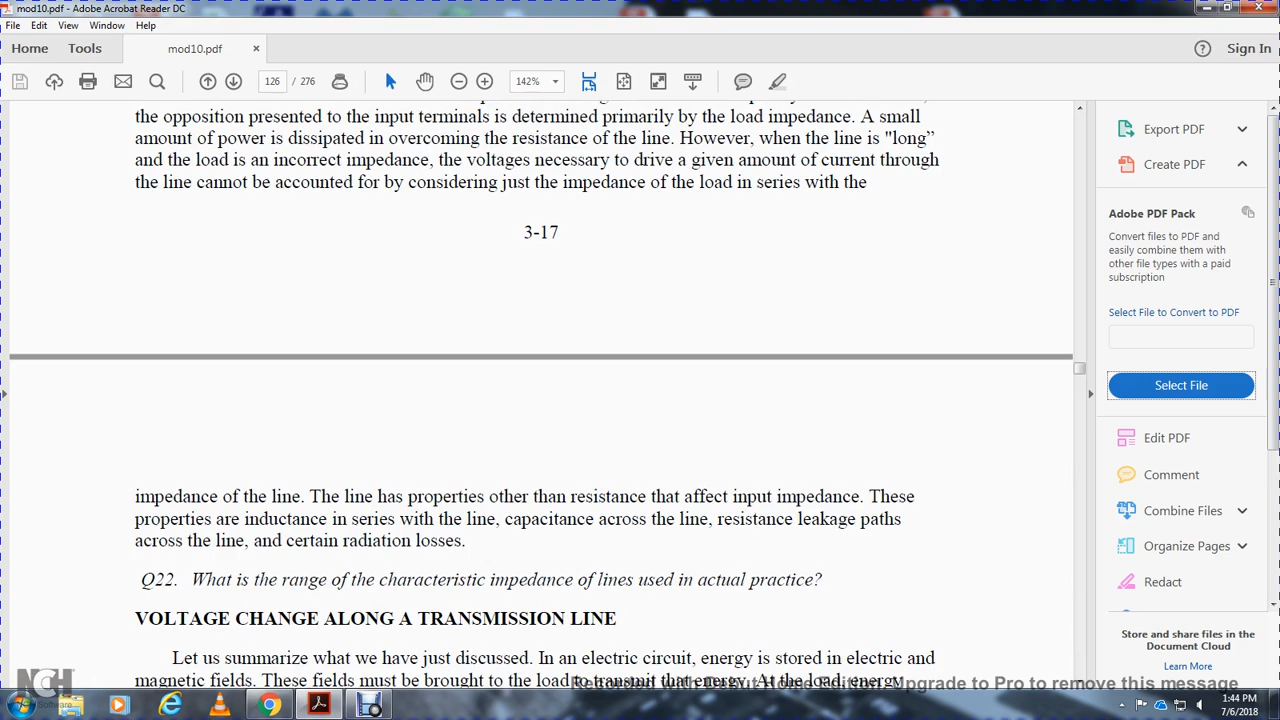 mod10.pdf - Adobe Acrobat Reader DC
File Edit View Window Help
Home Tools mod10.pdf × Sign In
126 / 276 142%
the opposition presented to the input terminals is determined primarily by the load impedance. A small
amount of power is dissipated in overcoming the resistance of the line. However, when the line is "long”
and the load is an incorrect impedance, the voltages necessary to drive a given amount of current through
the line cannot be accounted for by considering just the impedance of the load in series with the
3-17
impedance of the line. The line has properties other than resistance that affect input impedance. These
properties are inductance in series with the line, capacitance across the line, resistance leakage paths
across the line, and certain radiation losses.
Q22. What is the range of the characteristic impedance of lines used in actual practice?
VOLTAGE CHANGE ALONG A TRANSMISSION LINE
Let us summarize what we have just discussed. In an electric circuit, energy is stored in electric and
magnetic fields. These fields must be brought to the load to transmit that energy. At the load, energy
Export PDF
Create PDF
Adobe PDF Pack
Convert files to PDF and
easily combine them with
other file types with a paid
subscription
Select File to Convert to PDF
Select File
Edit PDF
Comment
Combine Files
Organize Pages
Redact
Store and share files in the
Document Cloud
Learn More
NCH
Software
Upgrade to Pro to remove this message
1:44 PM
7/6/2018